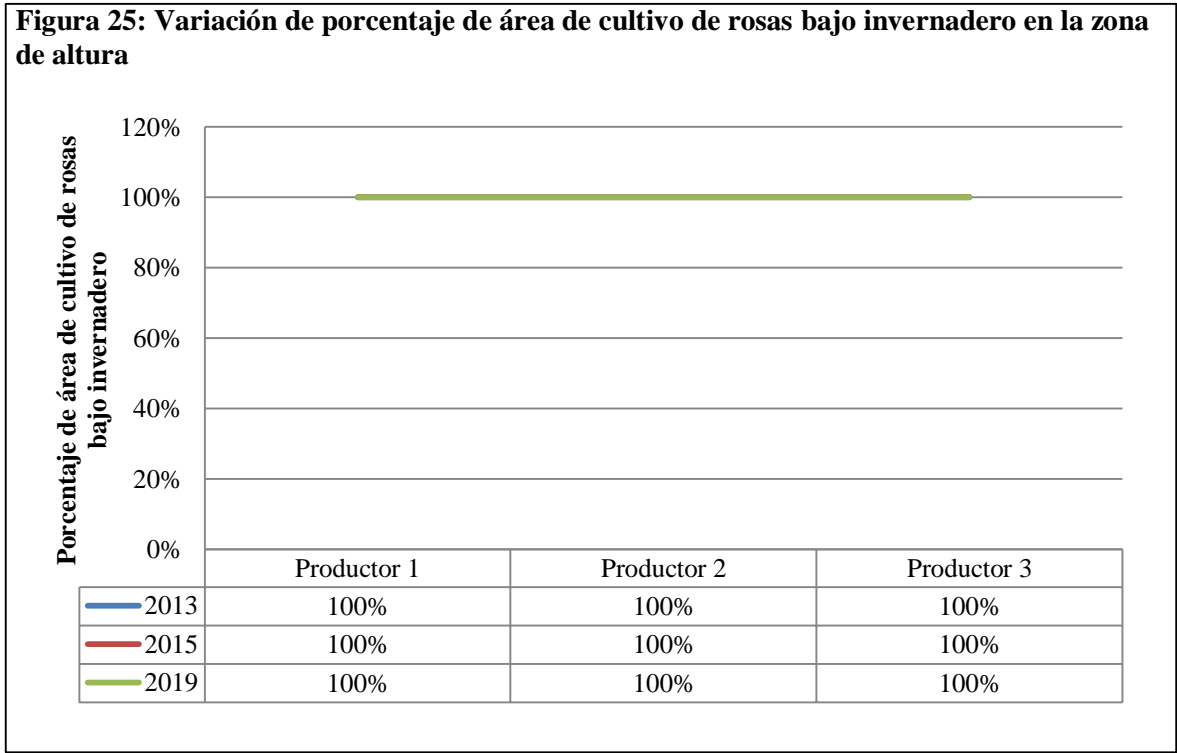 Figura 25: Variación de porcentaje de área de cultivo de rosas bajo invernadero en la zona
de altura
Porcentaje de área de cultivo de rosas
bajo invernadero
120%
100%
80%
60%
40%
20%
0%
Productor 1 Productor 2 Productor 3
2013 100% 100% 100%
2015 100% 100% 100%
2019 100% 100% 100%